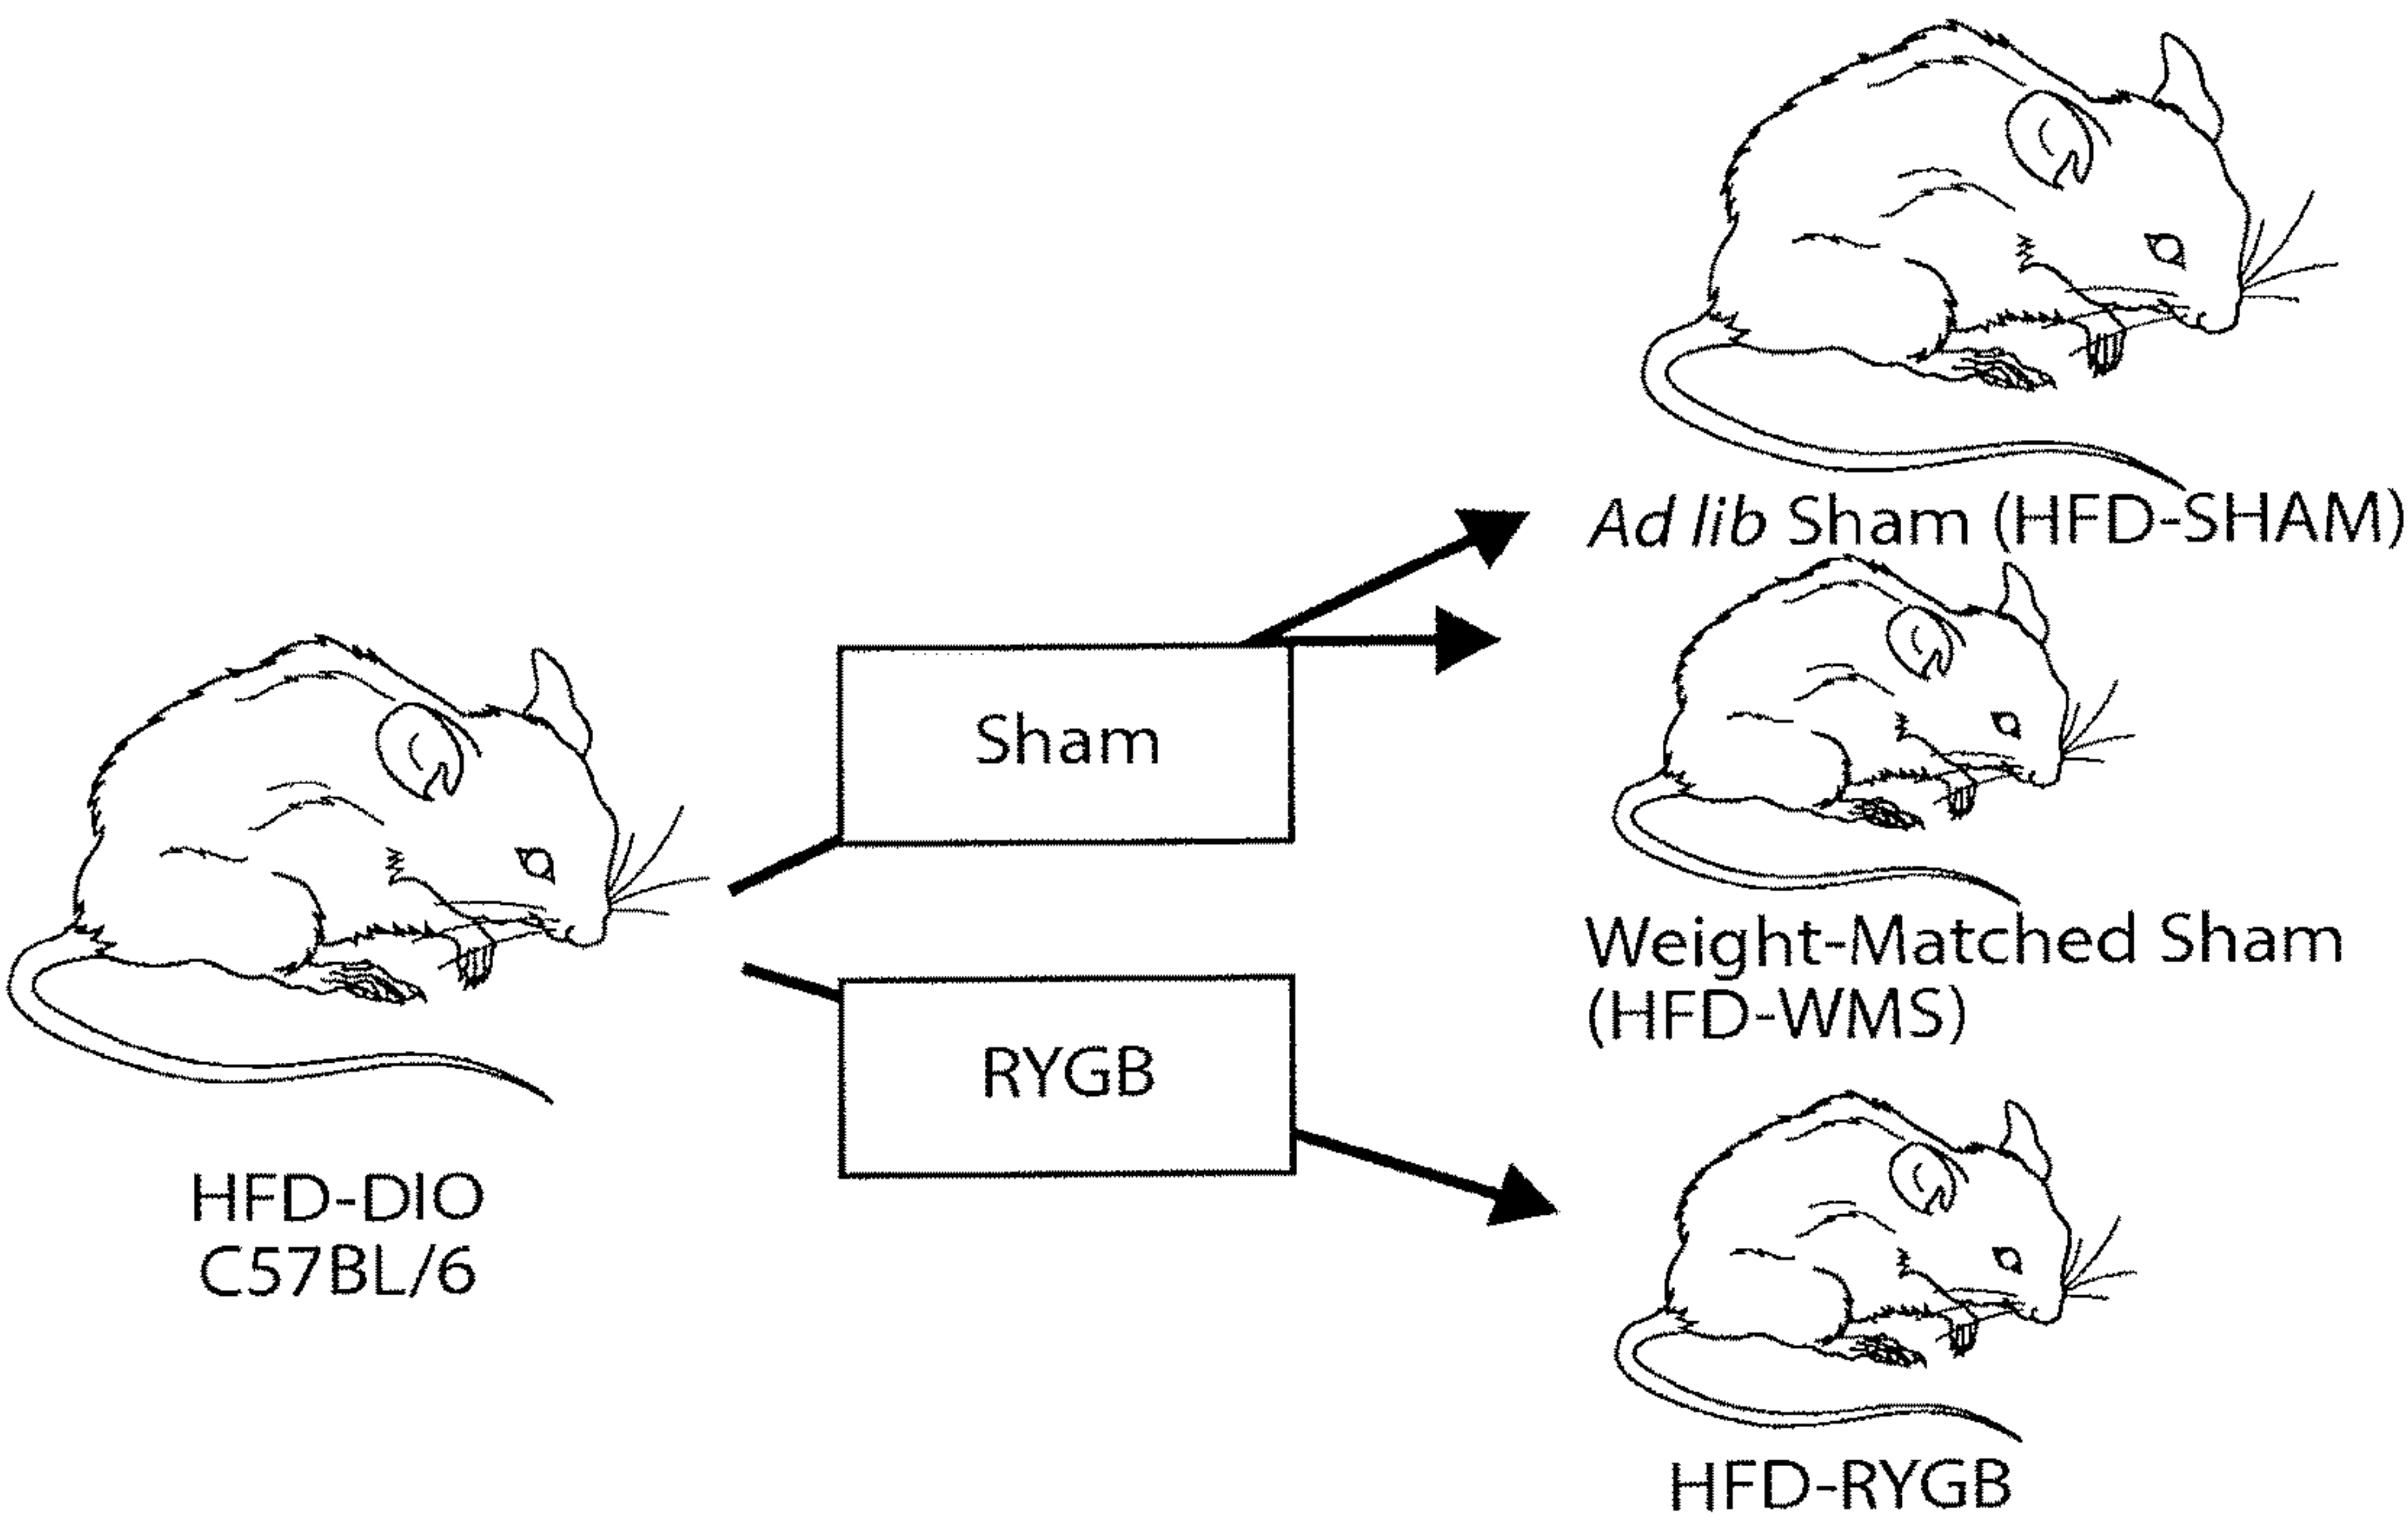 Ad lib Sham (HFD-SHAM)
Sham
Weight-Matched Sham
(HFD-WMS)
RYGB
HFD-DIO
C57BL/6
HFD-RYGB